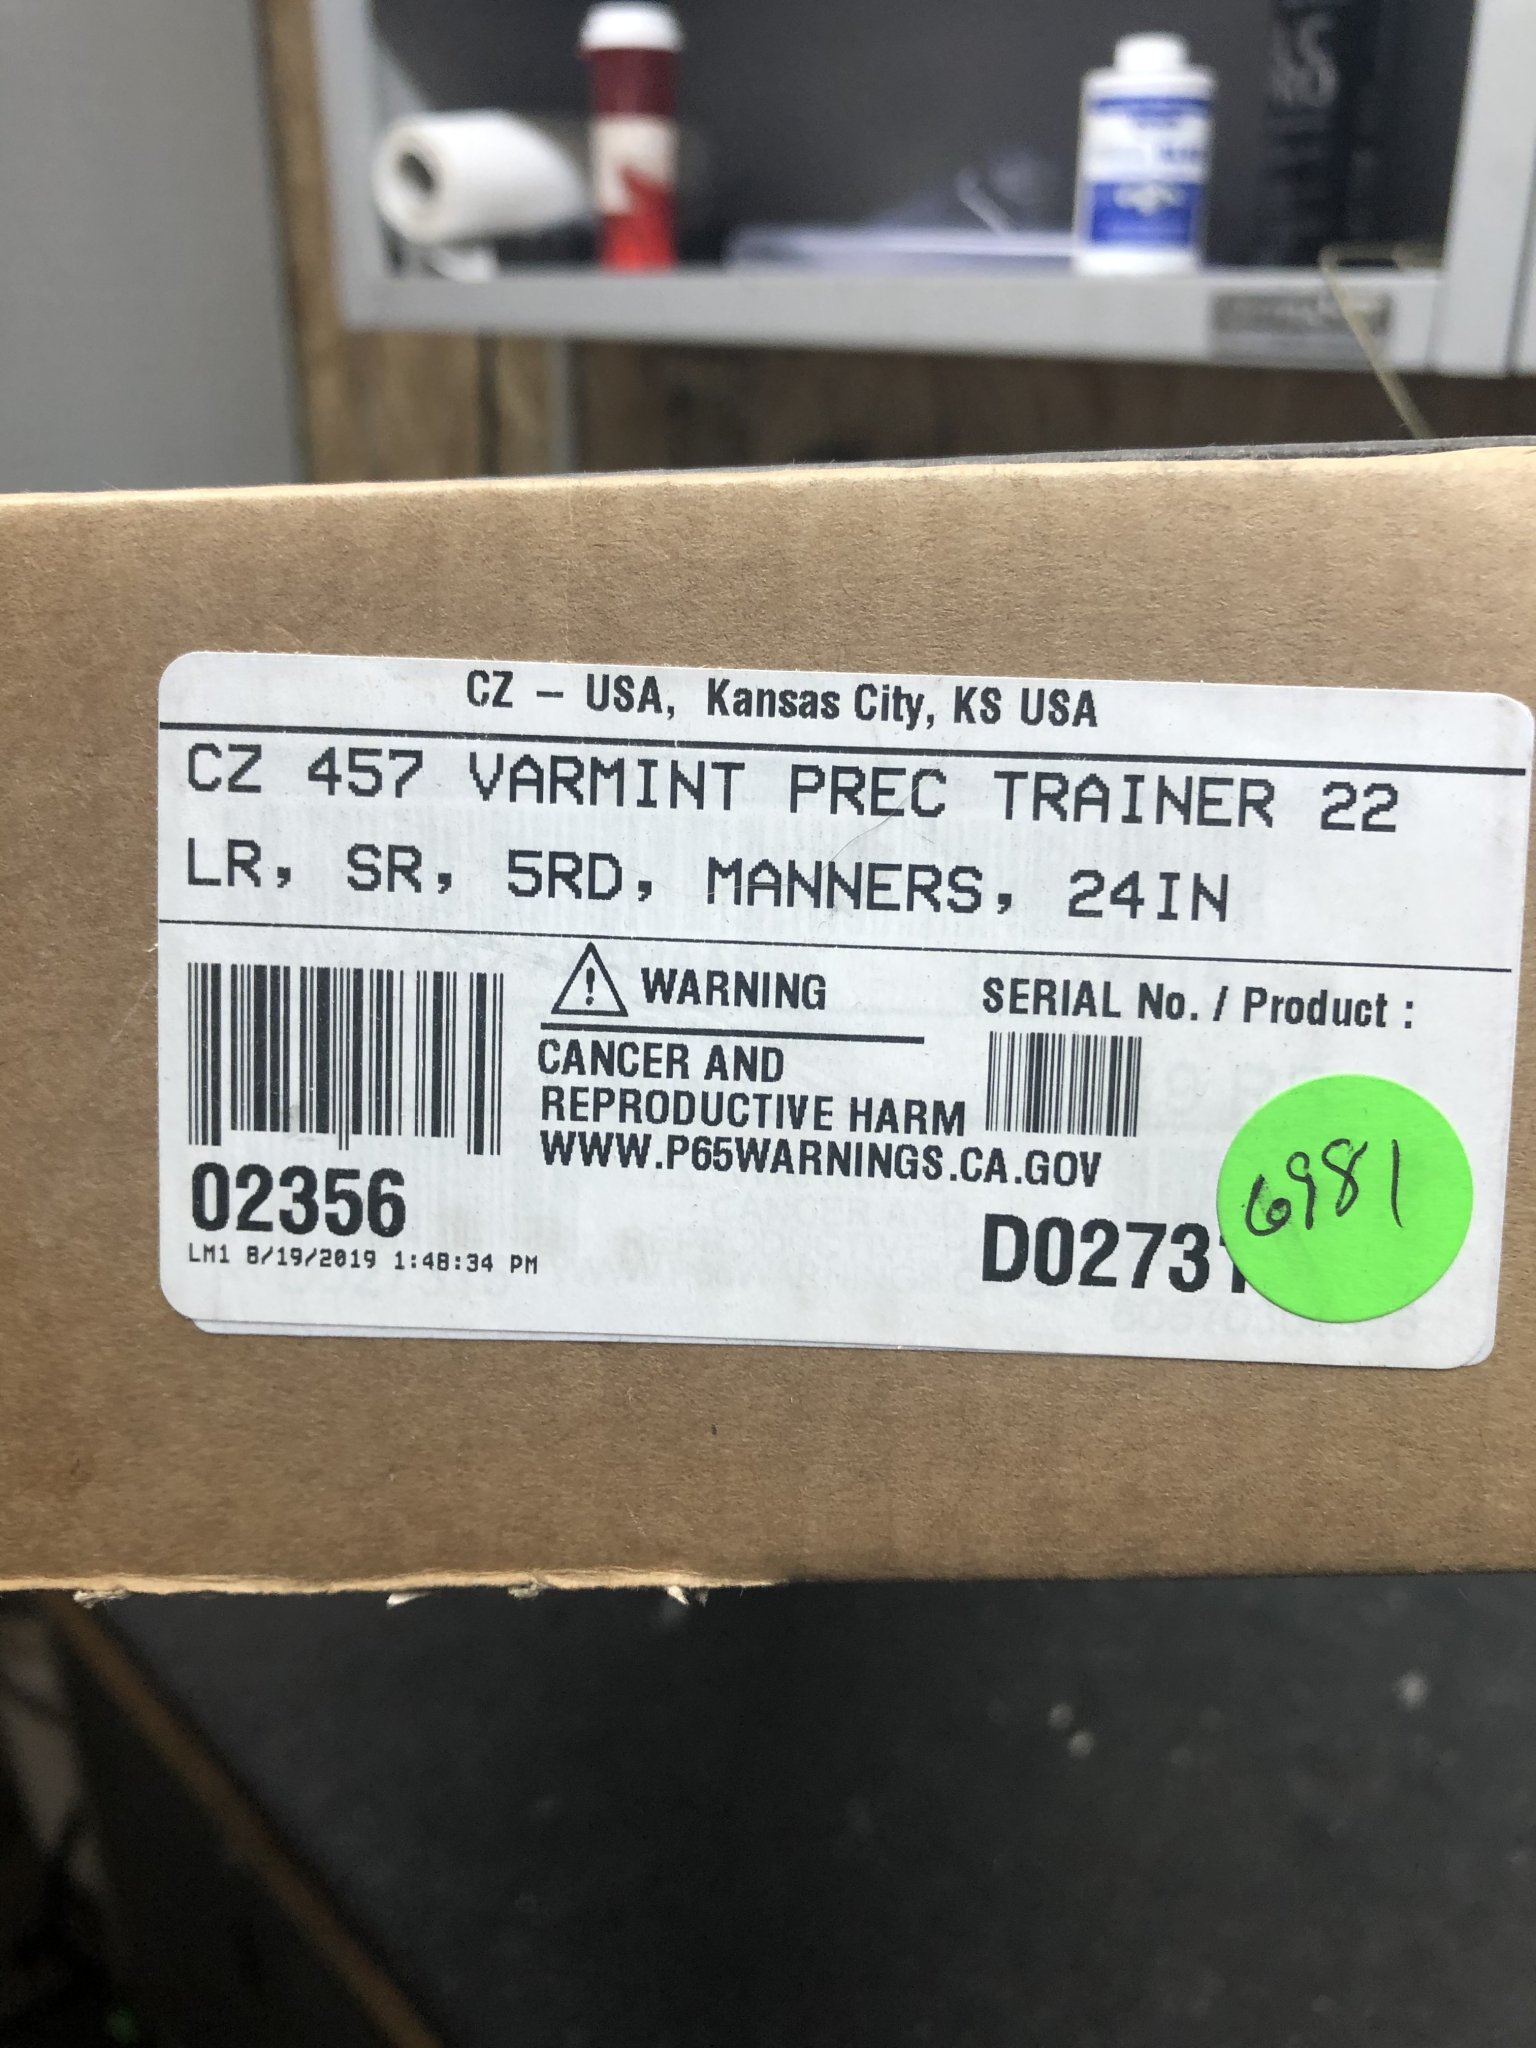 CZ – USA, Kansas City, KS USA
CZ 457 VARMINT PREC TRAINER 22
LR, SR, 5RD, MANNERS, 24IN
WARNING
SERIAL No. / Product :
CANCER AND
REPRODUCTIVE HARM
WWW.P65WARNINGS.CA.GOV
02356
LM1 8/19/2019 1:48:34 PM
D0273
6981